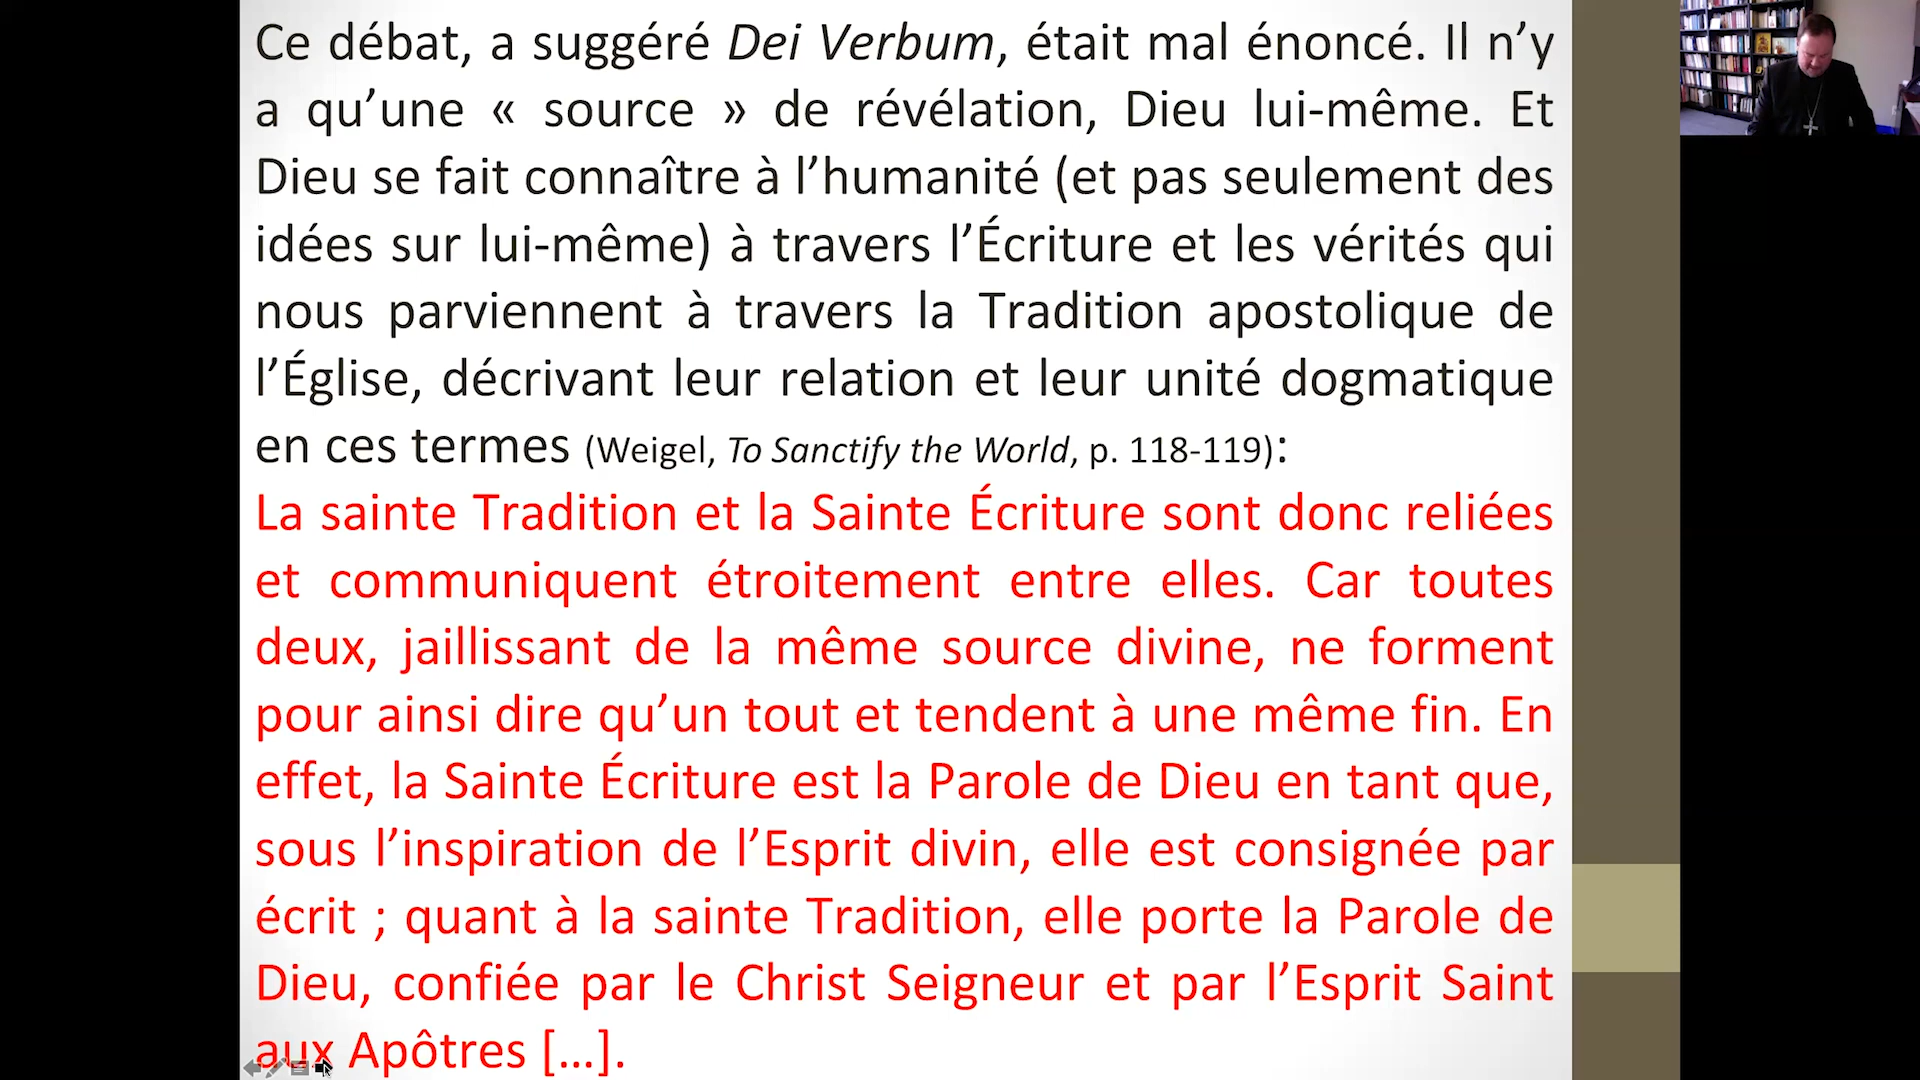 Ce débat, a suggéré Dei Verbum, était mal énoncé. Il n’y
a qu’une « source » de révélation, Dieu lui-même. Et
Dieu se fait connaître à l’humanité (et pas seulement des
idées sur lui-même) à travers l’Écriture et les vérités qui
nous parviennent à travers la Tradition apostolique de
l’Église, décrivant leur relation et leur unité dogmatique
en ces termes (Weigel, To Sanctify the World, p. 118-119):
La sainte Tradition et la Sainte Écriture sont donc reliées
et communiquent étroitement entre elles. Car toutes
deux, jaillissant de la même source divine, ne forment
pour ainsi dire qu’un tout et tendent à une même fin. En
effet, la Sainte Écriture est la Parole de Dieu en tant que,
sous l’inspiration de l’Esprit divin, elle est consignée par
écrit ; quant à la sainte Tradition, elle porte la Parole de
Dieu, confiée par le Christ Seigneur et par l’Esprit Saint
aux Apôtres […].